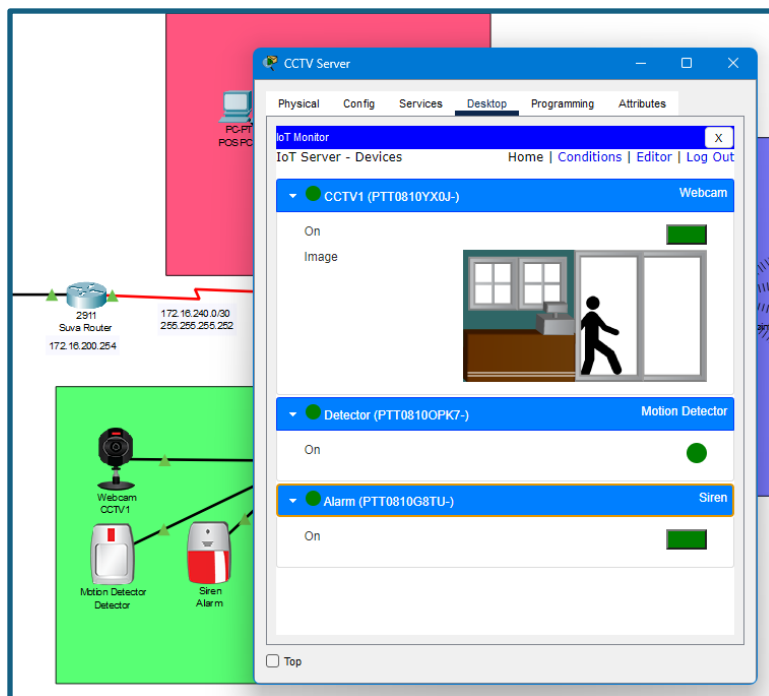 CCTV Server
Physical Config Services Desktop Programming Attributes
IoT Monitor
X
IoT Server - Devices
Home | Conditions | Editor | Log Out
CCTV1 (PTT0810YX0J-)
Webcam
On
Image
Detector (PTT0810OPK7-)
Motion Detector
On
Alarm (PTT0810G8TU-)
Siren
On
Top
PC-PT
POS PC
2911
Suva Router
172.16.200.254
172.16.240.0/30
255.255.255.252
Webcam
CCTV1
Motion Detector
Detector
Siren
Alarm